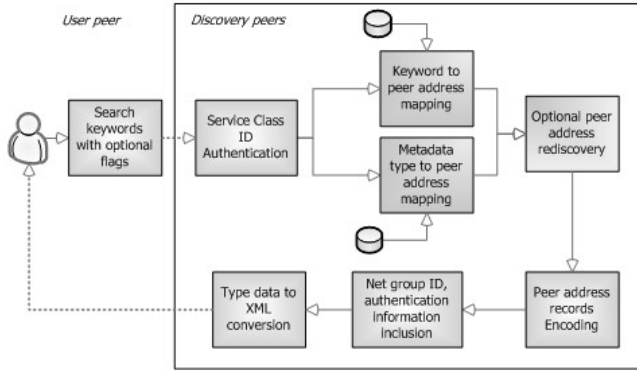 User peer
Discovery peers
Search
keywords
with optional
flags
Service Class
ID
Authentication
Keyword to
peer address
mapping
Metadata
type to peer
address
mapping
Optional peer
address
rediscovery
Type data to
XML
conversion
Net group ID,
authentication
information
inclusion
Peer address
records
Encoding